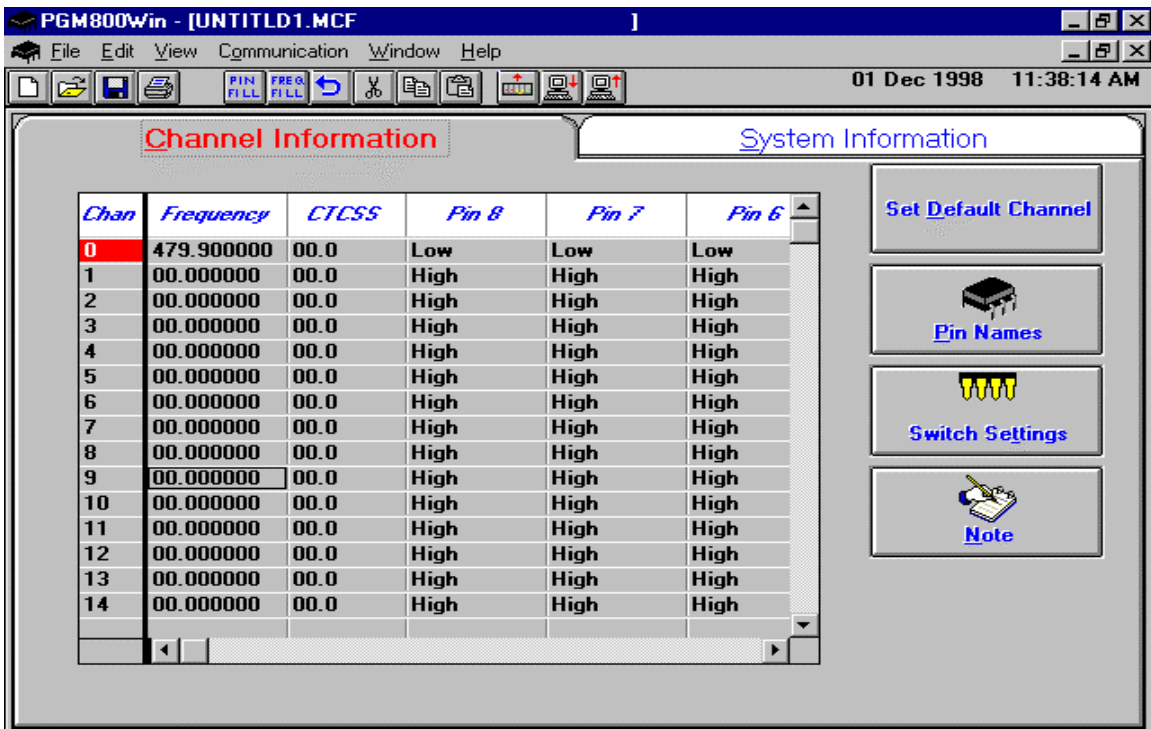 PGM800Win - [UNTITLD1.MCF ]
File Edit View Communication Window Help
PIN FILL FREQ FILL 01 Dec 1998 11:38:14 AM
Channel Information System Information
Chan Frequency CTCSS Pin 8 Pin 7 Pin 6
0 479.900000 00.0 Low Low Low
1 00.000000 00.0 High High High
2 00.000000 00.0 High High High
3 00.000000 00.0 High High High
4 00.000000 00.0 High High High
5 00.000000 00.0 High High High
6 00.000000 00.0 High High High
7 00.000000 00.0 High High High
8 00.000000 00.0 High High High
9 00.000000 00.0 High High High
10 00.000000 00.0 High High High
11 00.000000 00.0 High High High
12 00.000000 00.0 High High High
13 00.000000 00.0 High High High
14 00.000000 00.0 High High High
Set Default Channel
Pin Names
Switch Settings
Note